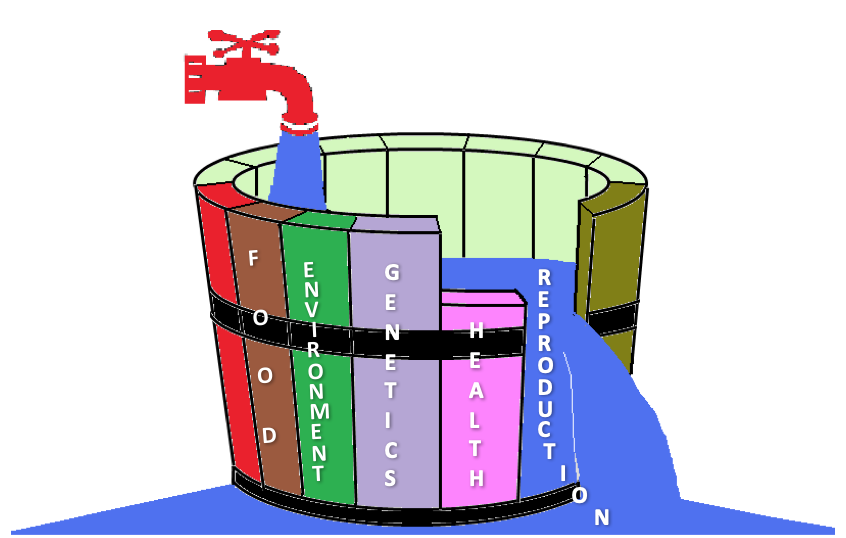 FOOD
ENVIRONMENT
GENETICS
HEALTH
REPRODUCTION